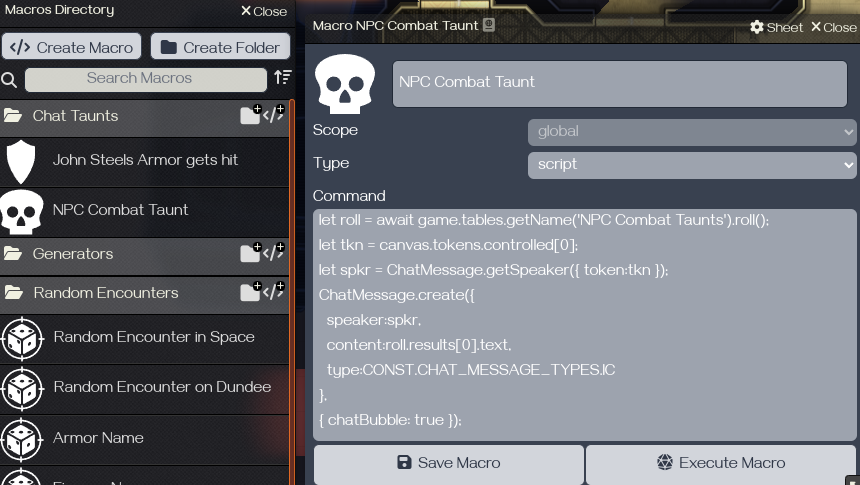 Macros Directory
Close
Create Macro
Create Folder
Search Macros
Chat Taunts
John Steels Armor gets hit
NPC Combat Taunt
Generators
Random Encounters
Random Encounter in Space
Random Encounter on Dundee
Armor Name
Macro NPC Combat Taunt
Sheet
Close
NPC Combat Taunt
Scope
global
Type
script
Command
let roll = await game.tables.getName('NPC Combat Taunts').roll();
let tkn = canvas.tokens.controlled[0];
let spkr = ChatMessage.getSpeaker({ token:tkn });
ChatMessage.create({
speaker:spkr,
content:roll.results[0].text,
type:CONST.CHAT_MESSAGE_TYPES.IC
},
{ chatBubble: true });
Save Macro
Execute Macro